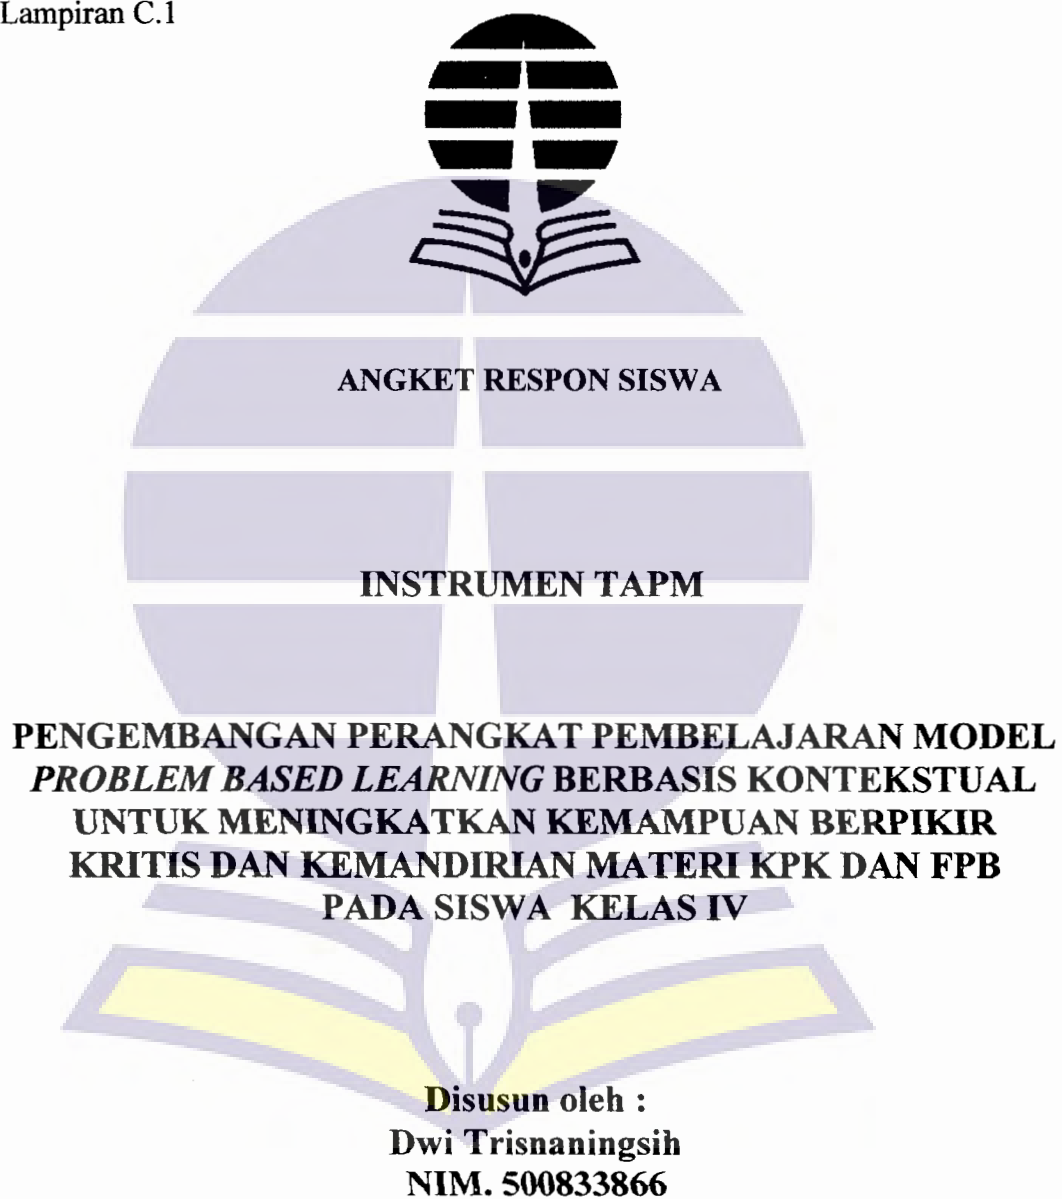 Lampiran C.1
ANGKET RESPON SISWA
INSTRUMEN TAPM
PENGEMBANGAN PERANGKAT PEMBELAJARAN MODEL
PROBLEM BASED LEARNING BERBASIS KONTEKSTUAL
UNTUK MENINGKATKAN KEMAMPUAN BERPIKIR
KRITIS DAN KEMANDIRIAN MATERI KPK DAN FPB
PADA SISWA KELAS IV
Disusun oleh :
Dwi Trisnaningsih
NIM. 500833866